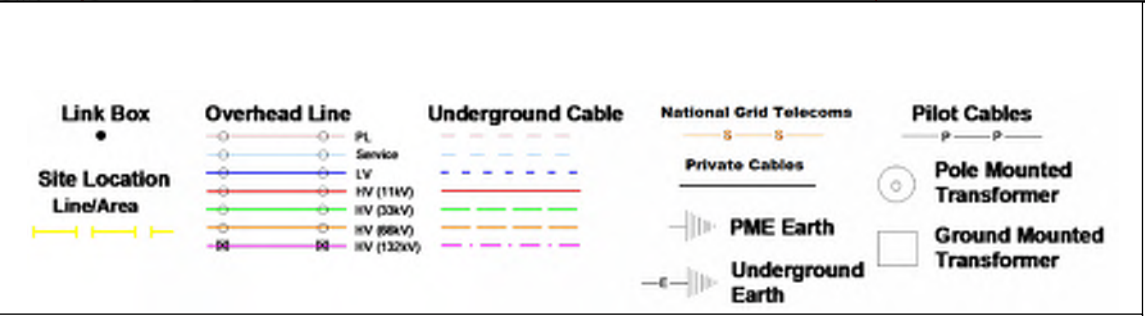 Link Box
Site Location
Line/Area
Overhead Line
PL
Service
LV
HV (11kV)
HV (33kV)
HV (66kV)
HV (132kV)
Underground Cable
National Grid Telecoms
S S
Private Cables
PME Earth
E
Underground
Earth
Pilot Cables
P P
Pole Mounted
Transformer
Ground Mounted
Transformer